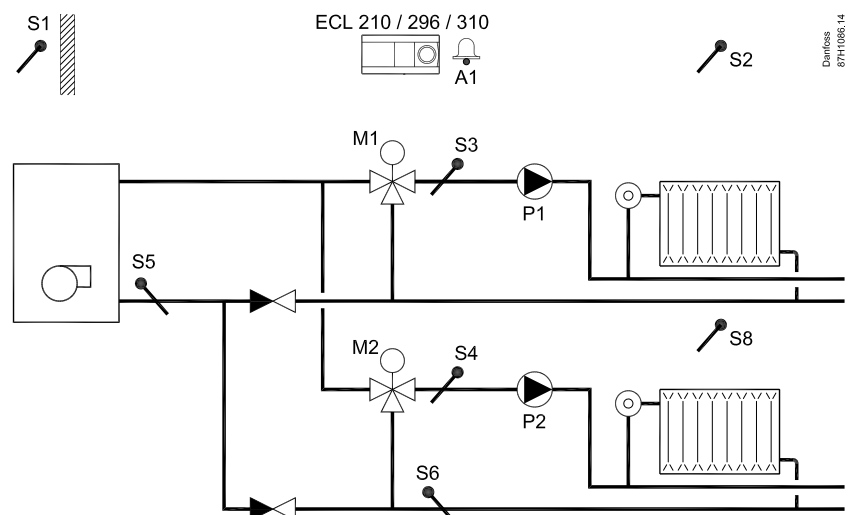 S1
ECL 210 / 296 / 310
A1
S2
Danfoss
87H1086.14
M1
S3
P1
S5
M2
S4
P2
S8
S6